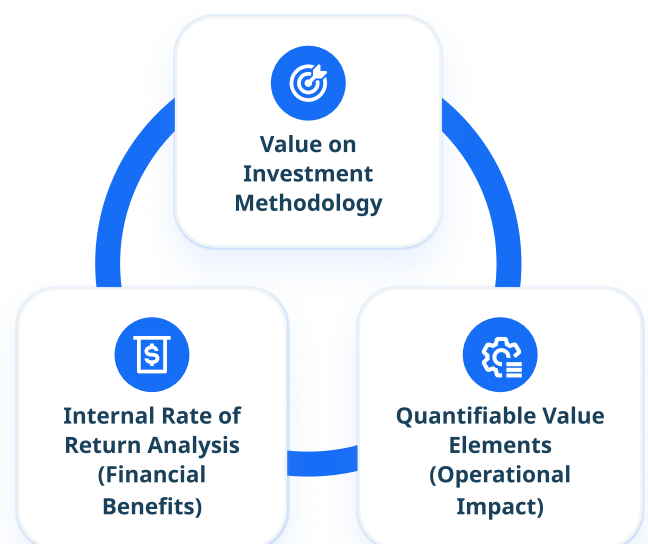 Value on
Investment
Methodology
Internal Rate of
Return Analysis
(Financial
Benefits)
Quantifiable Value
Elements
(Operational
Impact)